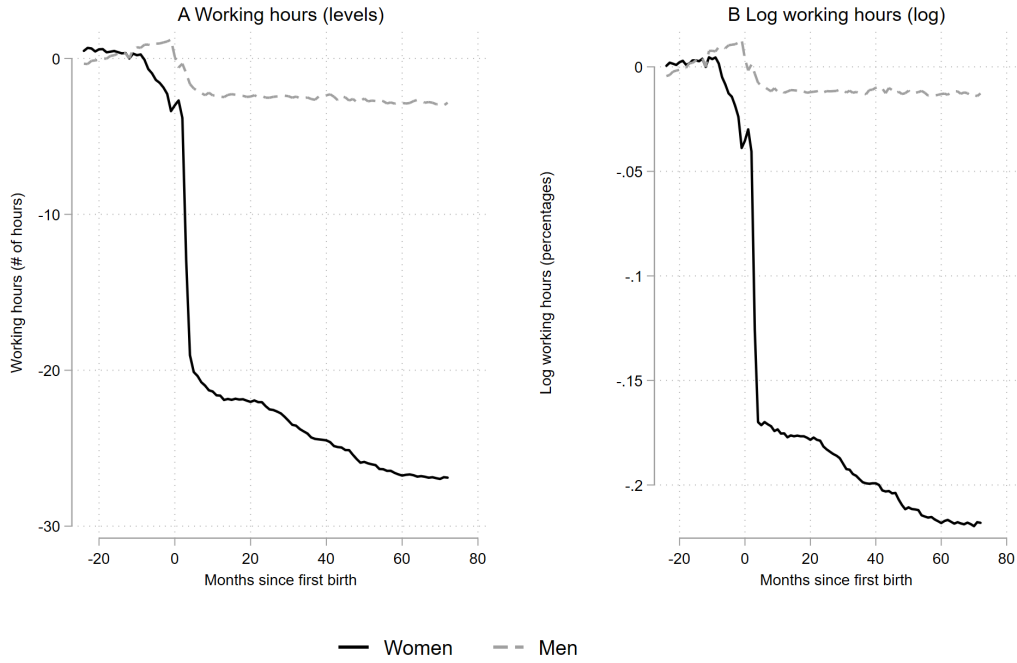 A Working hours (levels)
B Log working hours (log)
Working hours (# of hours)
0
-10
-20
-30
-20 0 20 40 60 80
Months since first birth
Log working hours (percentages)
0
-.05
-.1
-.15
-.2
-20 0 20 40 60 80
Months since first birth
Women Men